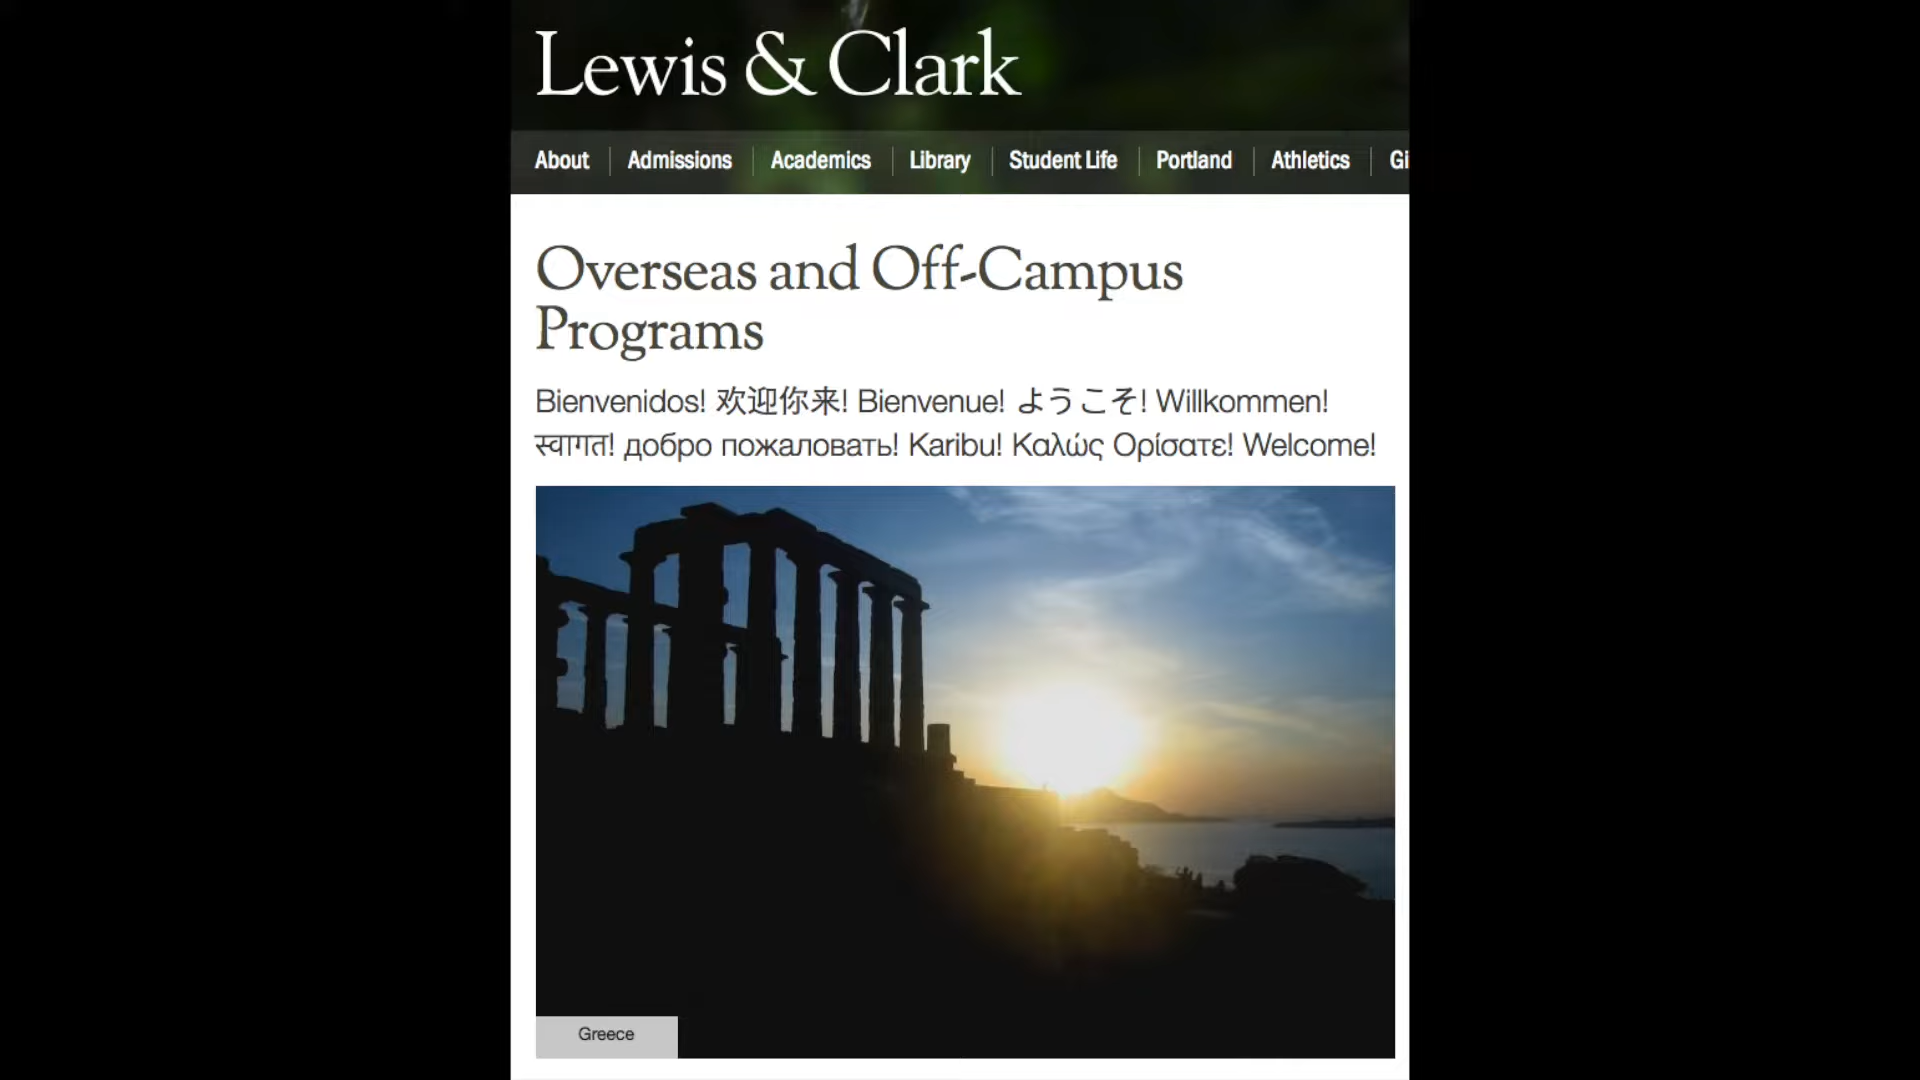 Lewis & Clark
About
Admissions
Academics
Library
Student Life
Portland
Athletics
Gi
Overseas and Off-Campus
Programs
Bienvenidos! 欢迎你来! Bienvenue! ようこそ! Willkommen!
स्वागत! добро пожаловать! Karibu! Καλώς Ορίσατε! Welcome!
Greece